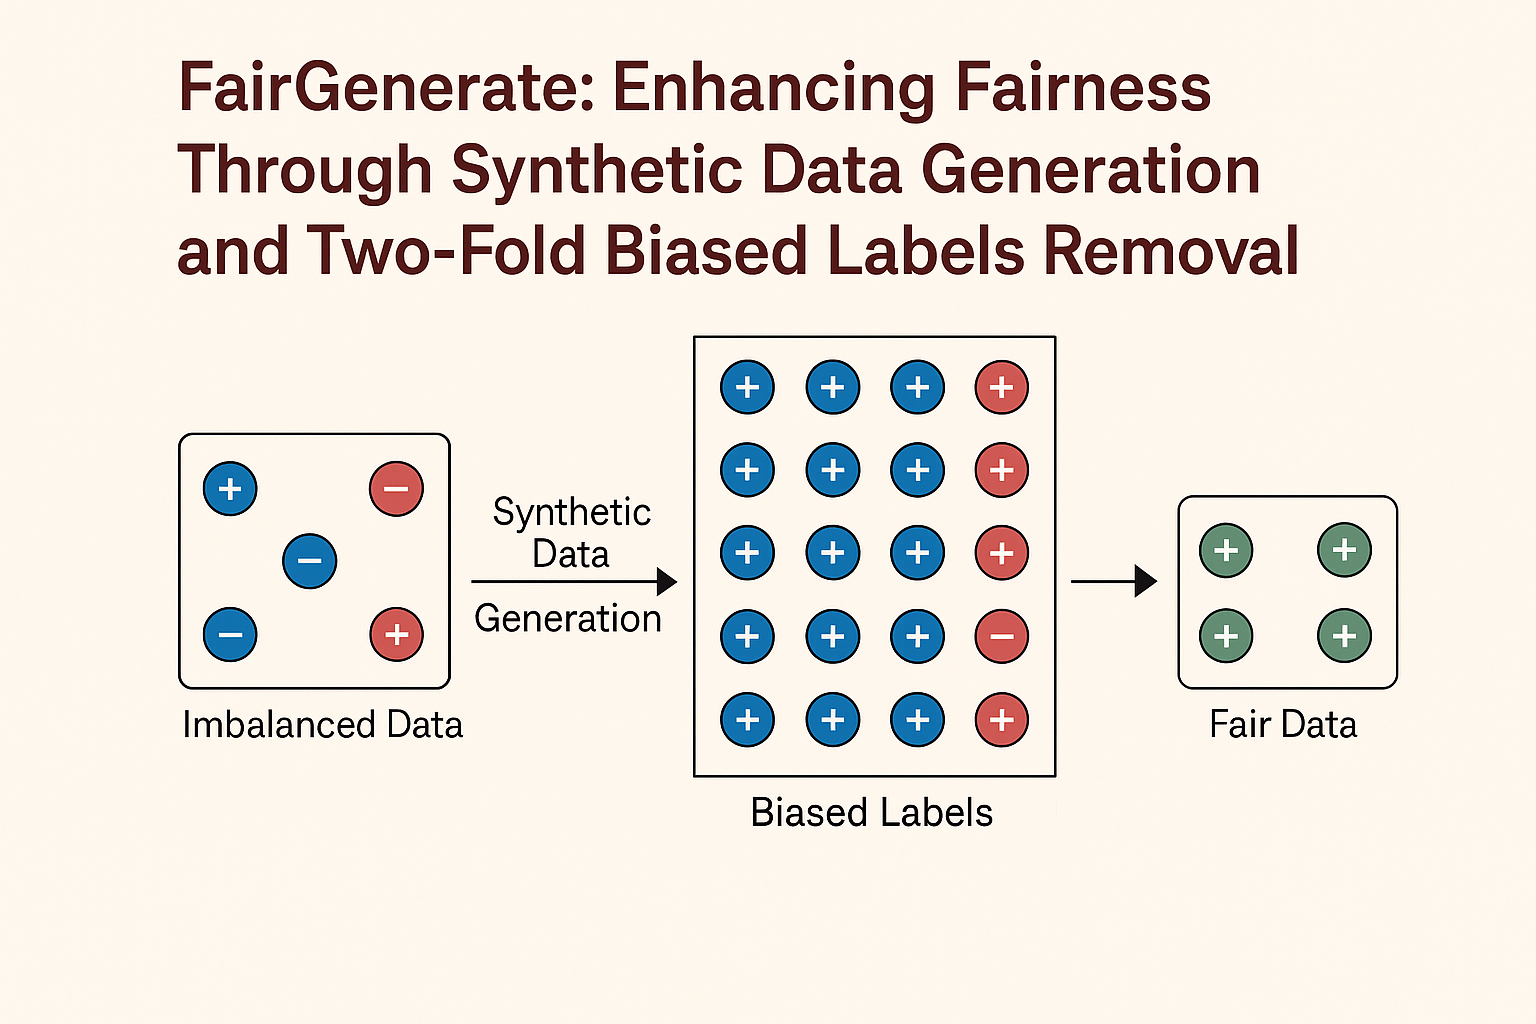 FairGenerate: Enhancing Fairness
Through Synthetic Data Generation
and Two-Fold Biased Labels Removal
Synthetic
Data
Generation
Imbalanced Data
Biased Labels
Fair Data